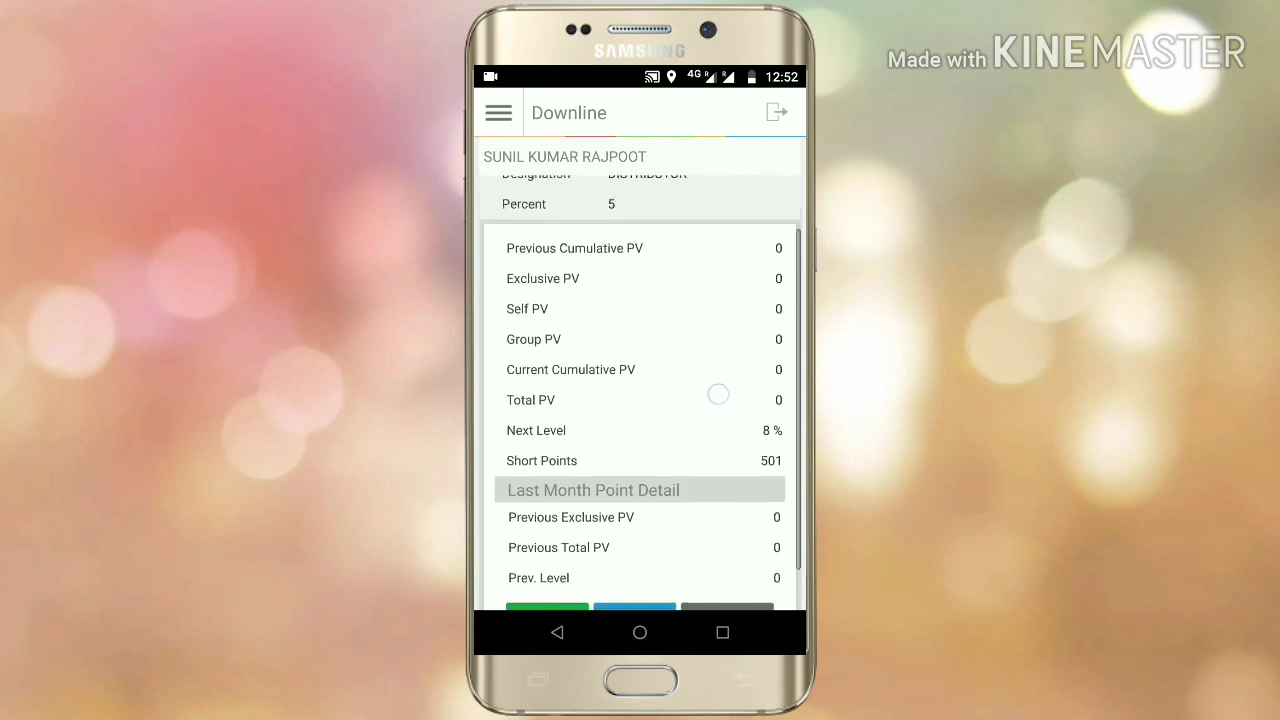 Made with KINEMASTER
SAMSUNG
4G R R 12:52
Downline
SUNIL KUMAR RAJPOOT
Designation DISTRIBUTOR
Percent 5
Previous Cumulative PV 0
Exclusive PV 0
Self PV 0
Group PV 0
Current Cumulative PV 0
Total PV 0
Next Level 8 %
Short Points 501
Last Month Point Detail
Previous Exclusive PV 0
Previous Total PV 0
Prev. Level 0